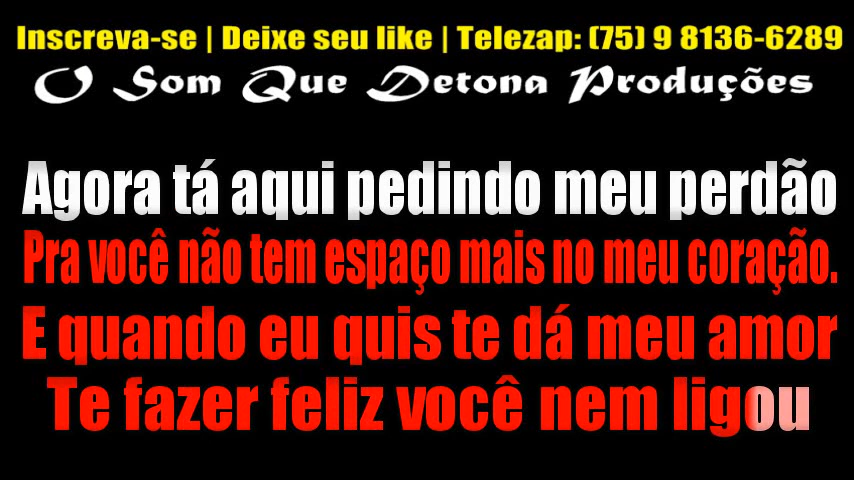 Inscreva-se | Deixe seu like | Telezap: (75) 9 8136-6289
O Som Que Detona Produções
Agora tá aqui pedindo meu perdão
Pra você não tem espaço mais no meu coração.
E quando eu quis te dá meu amor
Te fazer feliz você nem ligou